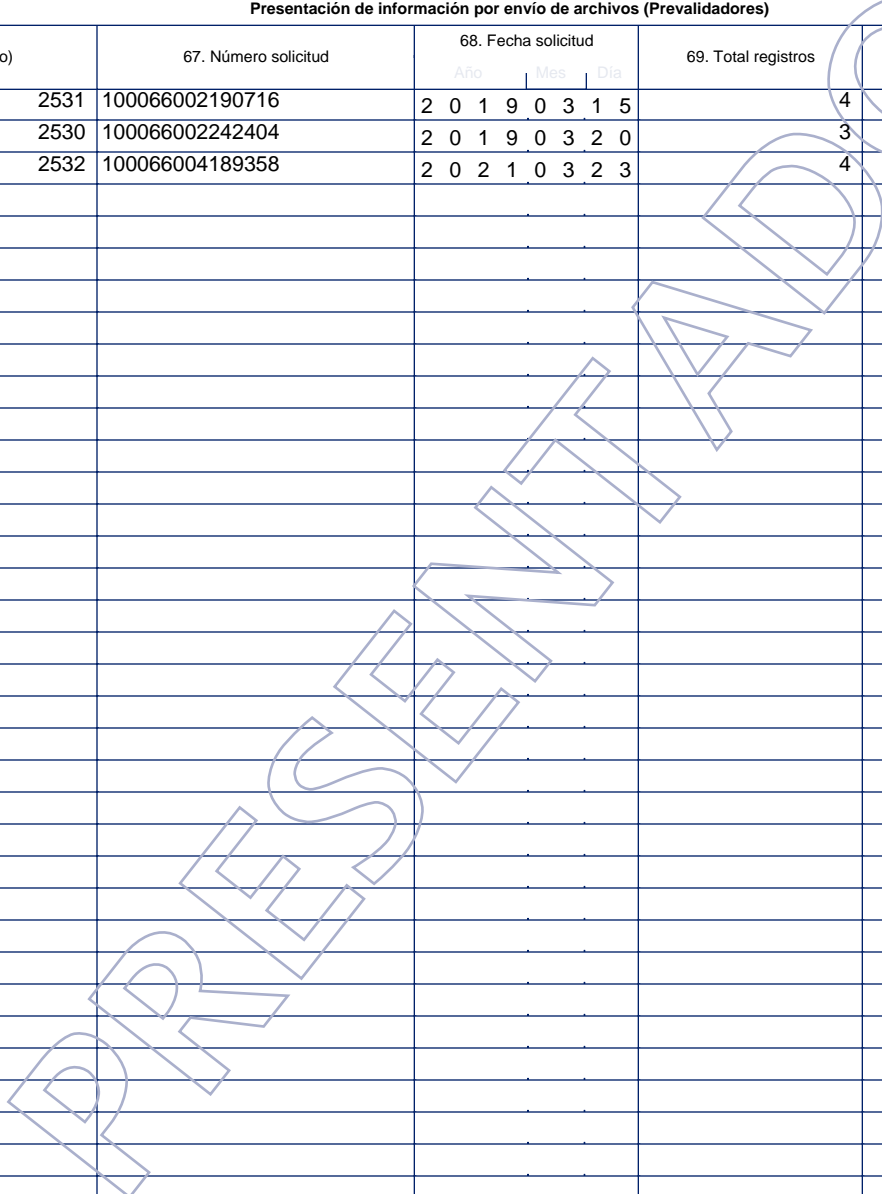 Presentación de información por envío de archivos (Prevalidadores)
o) 67. Número solicitud 68. Fecha solicitud 69. Total registros
Año Mes Día
2531 100066002190716 2 0 1 9 0 3 1 5 4
2530 100066002242404 2 0 1 9 0 3 2 0 3
2532 100066004189358 2 0 2 1 0 3 2 3 4
PRESENTADO